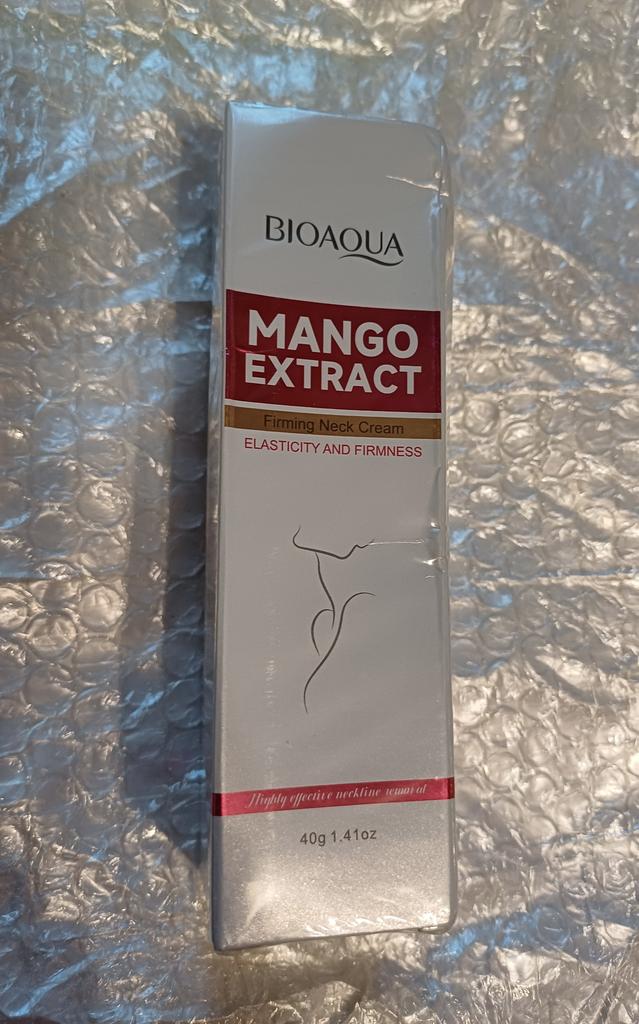 BIOAQUA
MANGO
EXTRACT
Firming Neck Cream
ELASTICITY AND FIRMNESS
Highly effective neckline removal
40g 1.41oz